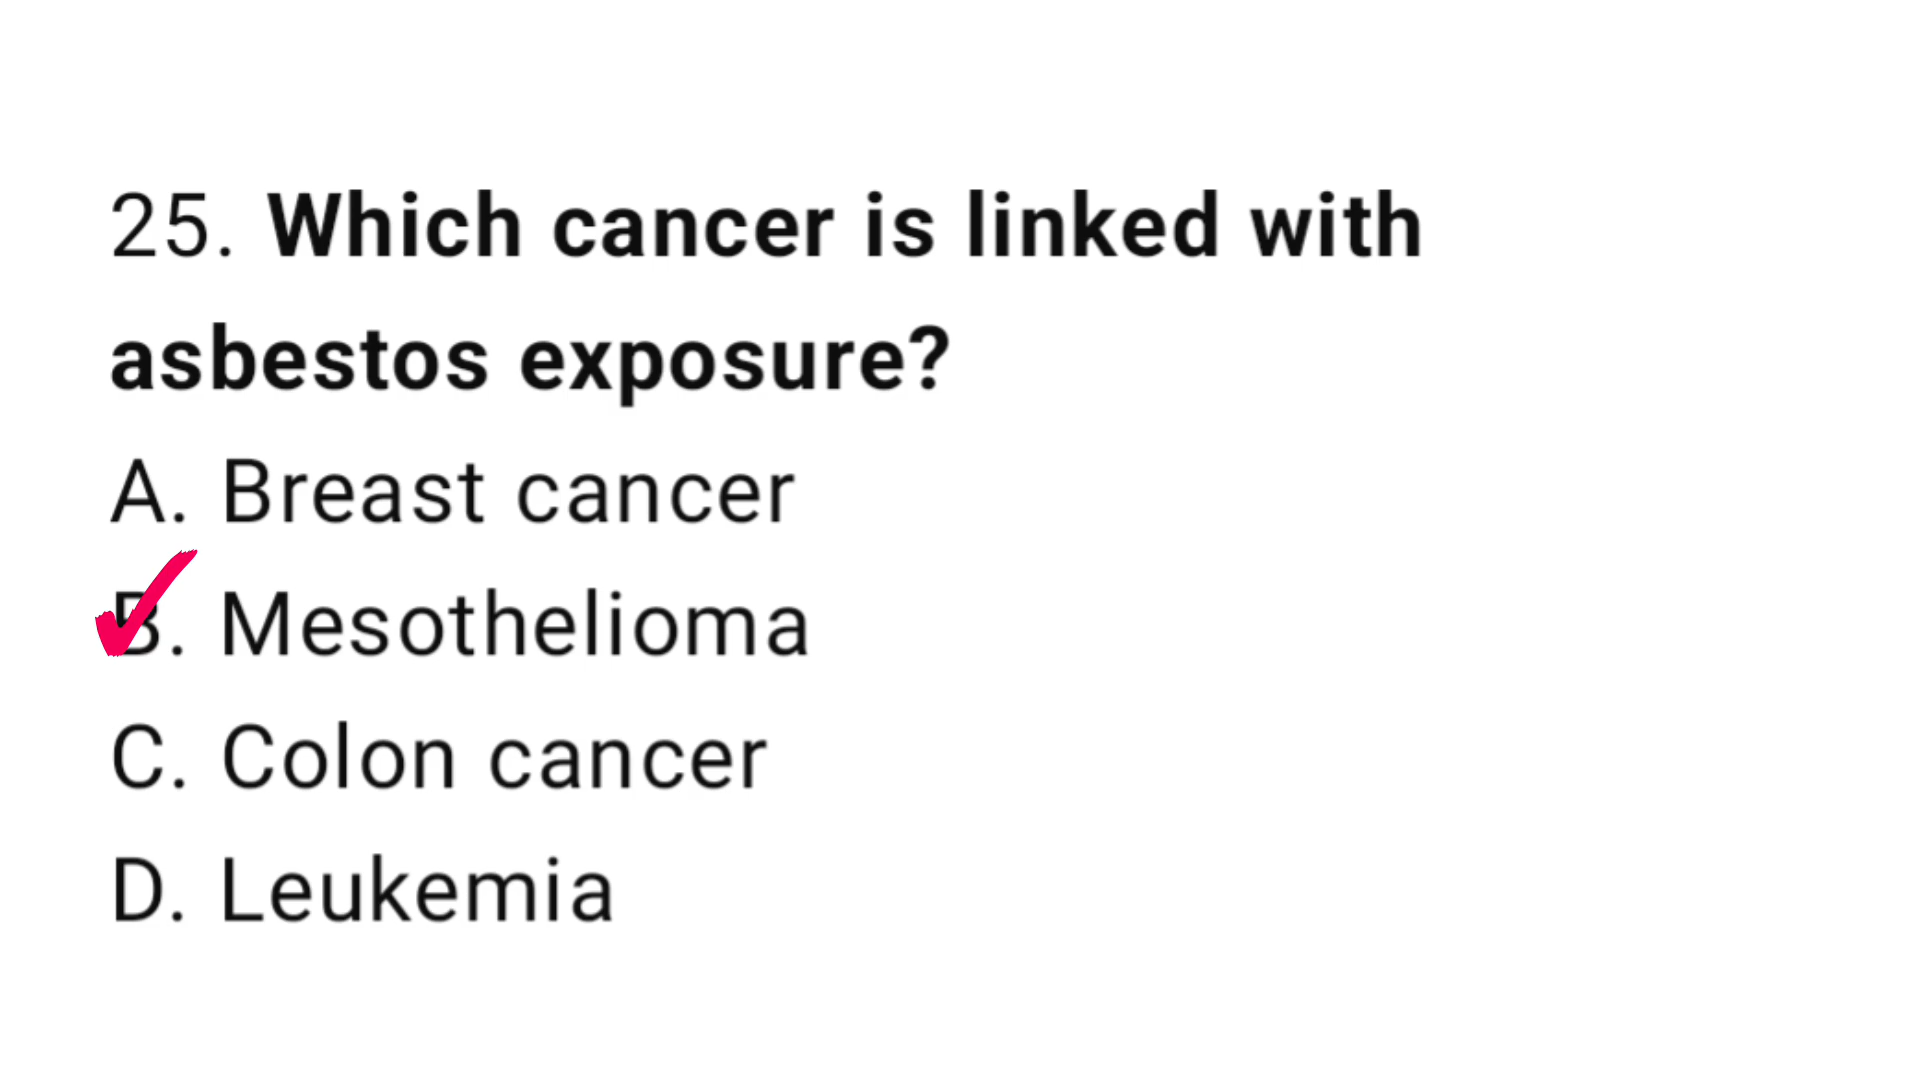 25. Which cancer is linked with
asbestos exposure?
A. Breast cancer
B. Mesothelioma
C. Colon cancer
D. Leukemia